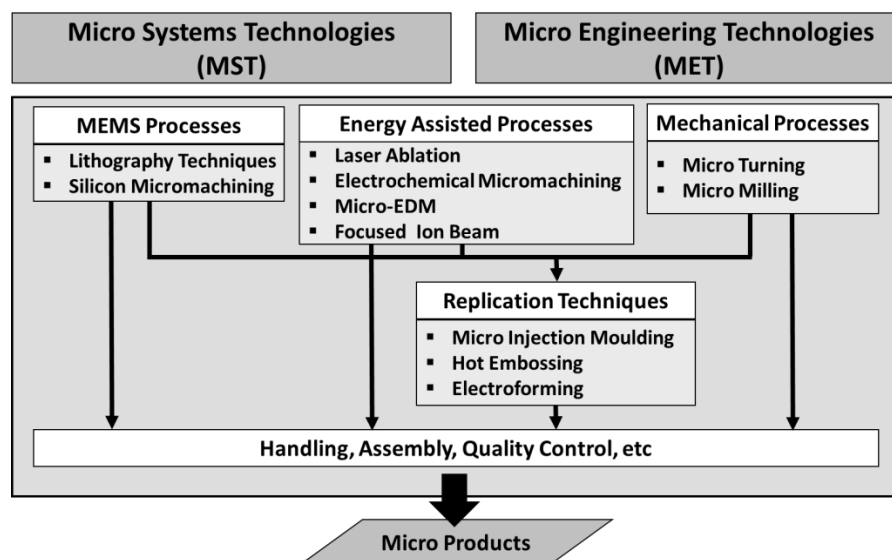 Micro Systems Technologies
(MST)
Micro Engineering Technologies
(MET)
MEMS Processes
▪ Lithography Techniques
▪ Silicon Micromachining
Energy Assisted Processes
▪ Laser Ablation
▪ Electrochemical Micromachining
▪ Micro-EDM
▪ Focused Ion Beam
Mechanical Processes
▪ Micro Turning
▪ Micro Milling
Replication Techniques
▪ Micro Injection Moulding
▪ Hot Embossing
▪ Electroforming
Handling, Assembly, Quality Control, etc
Micro Products